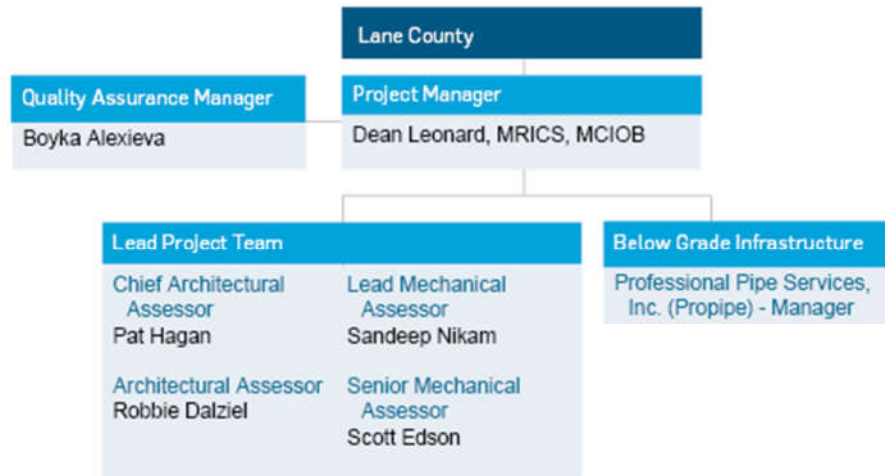 Lane County
Quality Assurance Manager
Boyka Alexieva
Project Manager
Dean Leonard, MRICS, MCIOB
Lead Project Team
Chief Architectural
Assessor
Pat Hagan
Lead Mechanical
Assessor
Sandeep Nikam
Architectural Assessor
Robbie Dalziel
Senior Mechanical
Assessor
Scott Edson
Below Grade Infrastructure
Professional Pipe Services,
Inc. (Propipe) - Manager